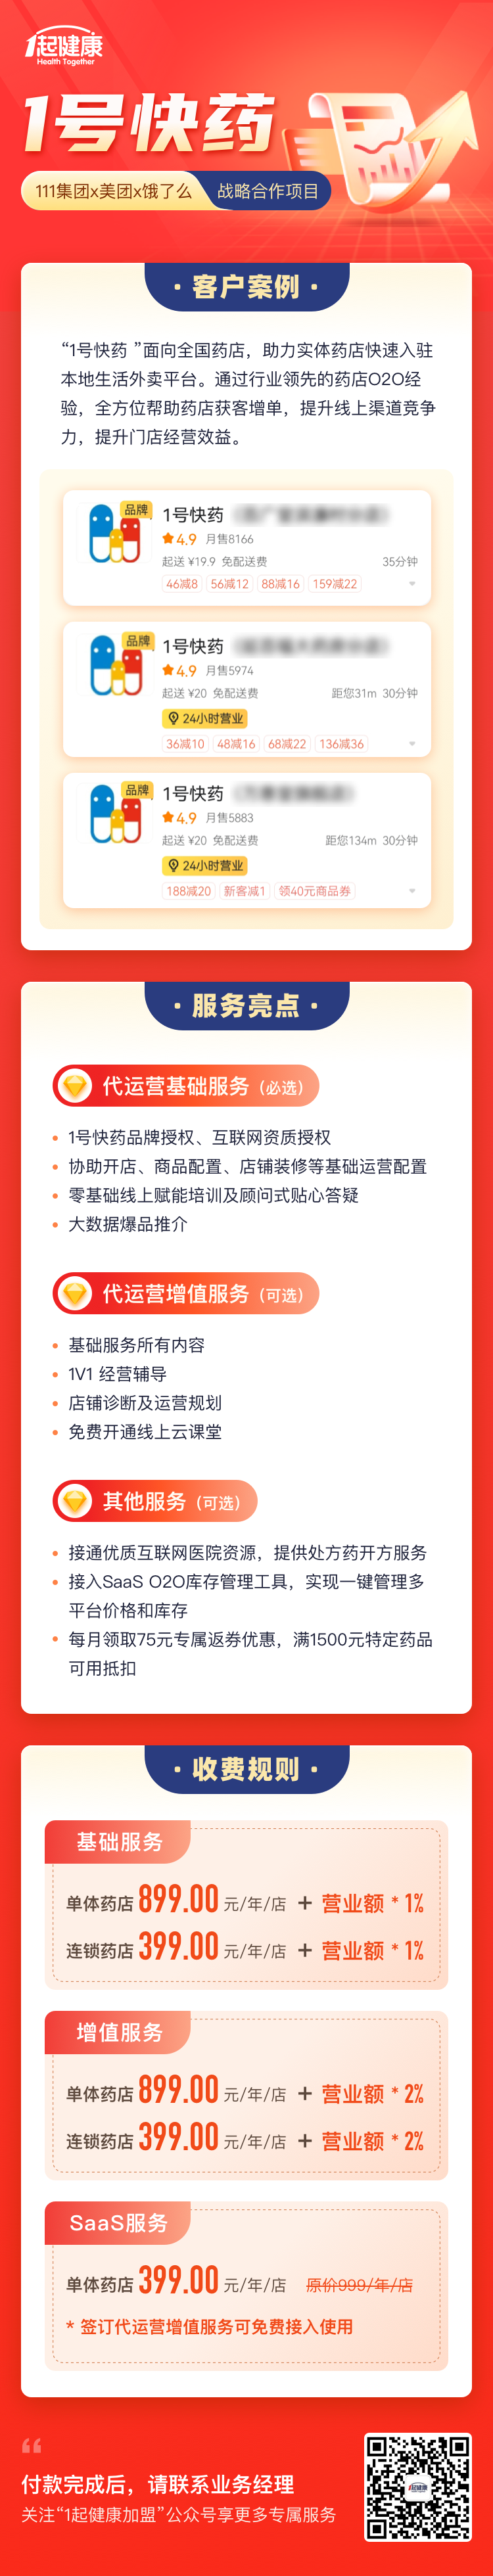 1起健康
Health Together
1号快药
111集团x美团x饿了么
战略合作项目
· 客户案例 ·
“1号快药 ”面向全国药店，助力实体药店快速入驻
本地生活外卖平台。通过行业领先的药店O2O经
验，全方位帮助药店获客增单，提升线上渠道竞争
力，提升门店经营效益。
品牌
1号快药
4.9 月售8166
起送 ¥19.9 免配送费 35分钟
46减8 56减12 88减16 159减22
品牌
1号快药
4.9 月售5974
起送 ¥20 免配送费 距您31m 30分钟
24小时营业
36减10 48减16 68减22 136减36
品牌
1号快药
4.9 月售5883
起送 ¥20 免配送费 距您134m 30分钟
24小时营业
188减20 新客减1 领40元商品券
· 服务亮点 ·
代运营基础服务（必选）
• 1号快药品牌授权、互联网资质授权
• 协助开店、商品配置、店铺装修等基础运营配置
• 零基础线上赋能培训及顾问式贴心答疑
• 大数据爆品推介
代运营增值服务（可选）
• 基础服务所有内容
• 1V1 经营辅导
• 店铺诊断及运营规划
• 免费开通线上云课堂
其他服务（可选）
• 接通优质互联网医院资源，提供处方药开方服务
• 接入SaaS O2O库存管理工具，实现一键管理多
平台价格和库存
• 每月领取75元专属返券优惠，满1500元特定药品
可用抵扣
· 收费规则 ·
基础服务
单体药店 899.00 元/年/店 + 营业额 * 1%
连锁药店 399.00 元/年/店 + 营业额 * 1%
增值服务
单体药店 899.00 元/年/店 + 营业额 * 2%
连锁药店 399.00 元/年/店 + 营业额 * 2%
SaaS服务
单体药店 399.00 元/年/店 原价999/年/店
* 签订代运营增值服务可免费接入使用
“
付款完成后，请联系业务经理
关注“1起健康加盟”公众号享更多专属服务
1起健康